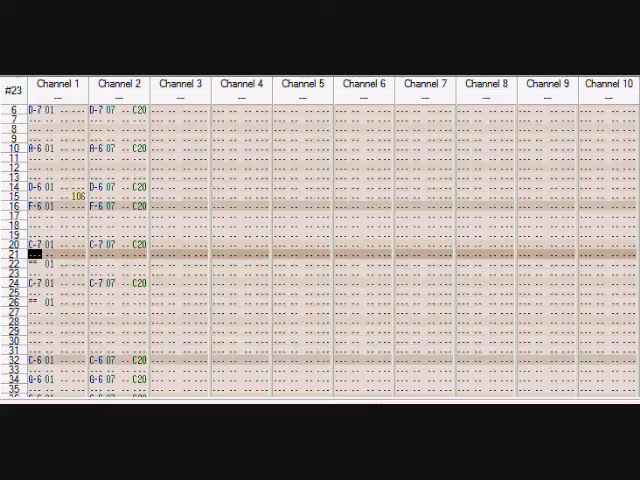 #23 Channel 1 Channel 2 Channel 3 Channel 4 Channel 5 Channel 6 Channel 7 Channel 8 Channel 9 Channel 10
6 D-7 01 D-7 07 .. C20
7
8
9
10 A-6 01 A-6 07 .. C20
11
12
13
14 D-6 01 D-6 07 .. C20
15 106
16 F-6 01 F-6 07 .. C20
17
18
19
20 C-7 01 C-7 07 .. C20
21
22 == 01
23
24 C-7 01 C-7 07 .. C20
25
26 == 01
27
28
29
30
31
32 C-6 01 C-6 07 .. C20
33
34 G-6 01 G-6 07 .. C20
35